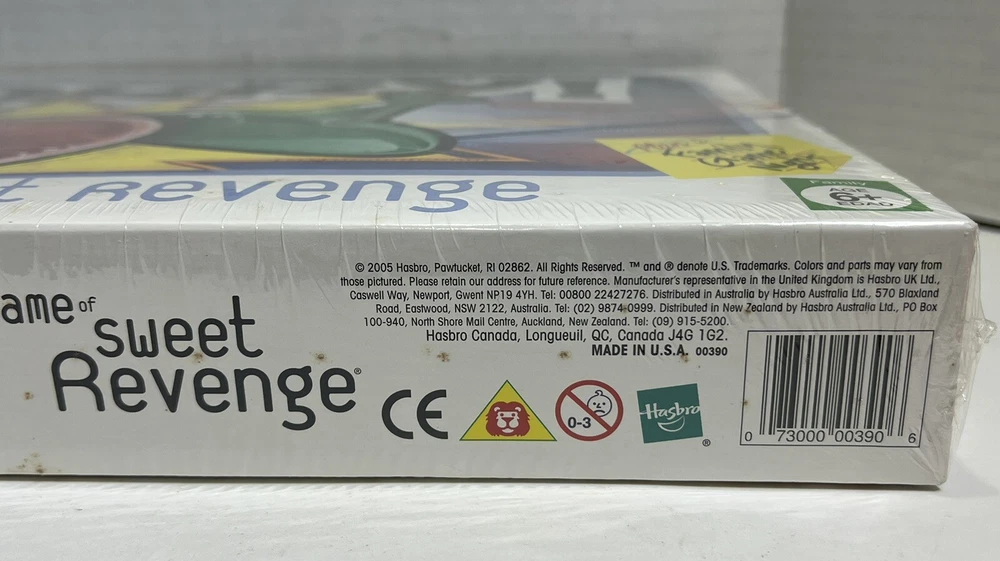 t Revenge
Family
AGE
6+
ame of
sweet
Revenge®
© 2005 Hasbro, Pawtucket, RI 02862. All Rights Reserved. ™ and ® denote U.S. Trademarks. Colors and parts may vary from
those pictured. Please retain our address for future reference. Manufacturer's representative in the United Kingdom is Hasbro UK Ltd.,
Caswell Way, Newport, Gwent NP19 4YH. Tel: 00800 22427276. Distributed in Australia by Hasbro Australia Ltd., 570 Blaxland
Road, Eastwood, NSW 2122, Australia. Tel: (02) 9874-0999. Distributed in New Zealand by Hasbro Australia Ltd., PO Box
100-940, North Shore Mail Centre, Auckland, New Zealand. Tel: (09) 915-5200.
Hasbro Canada, Longueuil, QC, Canada J4G 1G2.
MADE IN U.S.A. 00390
CE
0-3
Hasbro
®
0 73000 00390 6